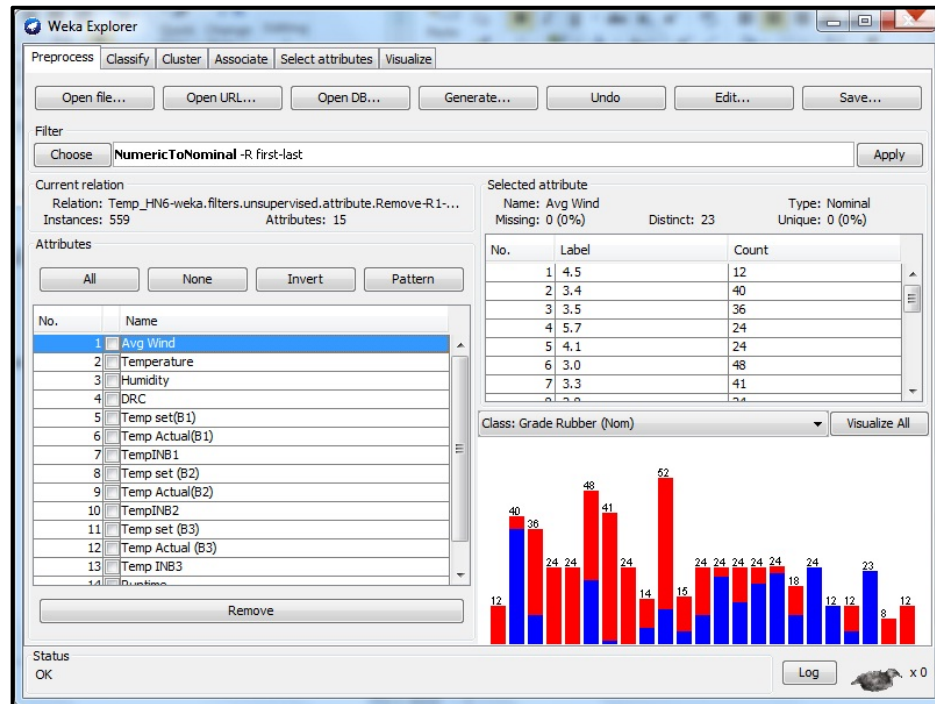 Weka Explorer
Preprocess Classify Cluster Associate Select attributes Visualize
Open file... Open URL... Open DB... Generate... Undo Edit... Save...
Filter
Choose NumericToNominal -R first-last Apply
Current relation
Relation: Temp_HN6-weka.filters.unsupervised.attribute.Remove-R1-...
Instances: 559 Attributes: 15
Attributes
All None Invert Pattern
No. Name
1 Avg Wind
2 Temperature
3 Humidity
4 DRC
5 Temp set(B1)
6 Temp Actual(B1)
7 TempINB1
8 Temp set (B2)
9 Temp Actual(B2)
10 TempINB2
11 Temp set (B3)
12 Temp Actual (B3)
13 Temp INB3
14 Runtime
Remove
Selected attribute
Name: Avg Wind Type: Nominal
Missing: 0 (0%) Distinct: 23 Unique: 0 (0%)
No. Label Count
1 4.5 12
2 3.4 40
3 3.5 36
4 5.7 24
5 4.1 24
6 3.0 48
7 3.3 41
Class: Grade Rubber (Nom) Visualize All
12 40 36 24 24 48 41 24 14 52 15 24 24 24 24 24 18 24 12 12 23 8 12
Status
OK
Log x 0